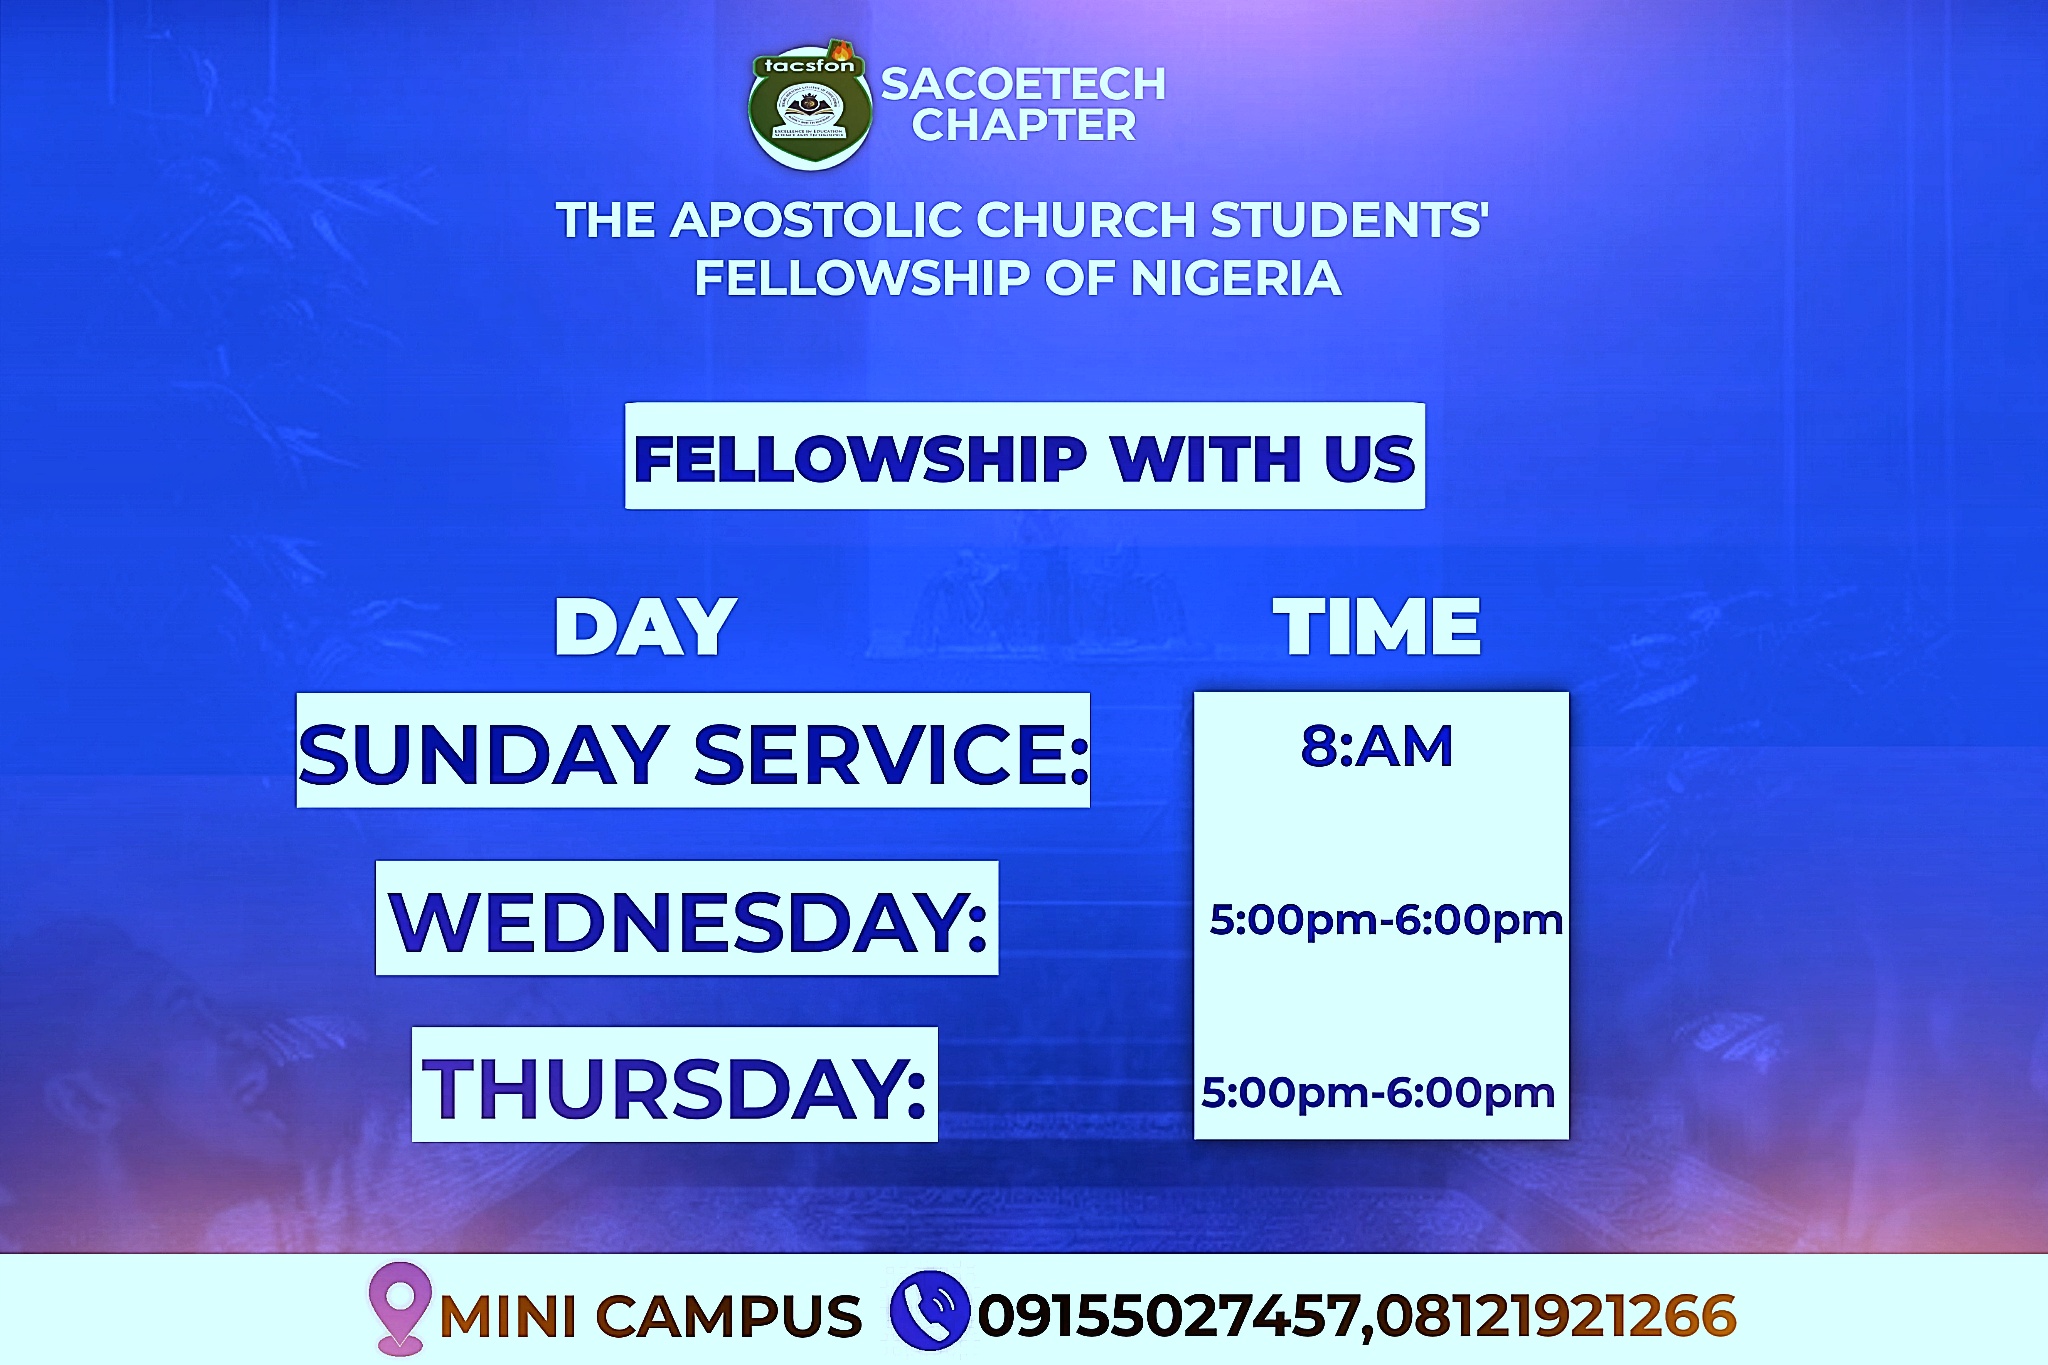 tacsfon
SACOETECH
CHAPTER
THE APOSTOLIC CHURCH STUDENTS'
FELLOWSHIP OF NIGERIA
FELLOWSHIP WITH US
DAY TIME
SUNDAY SERVICE: 8:AM
WEDNESDAY: 5:00pm-6:00pm
THURSDAY: 5:00pm-6:00pm
MINI CAMPUS 09155027457,08121921266